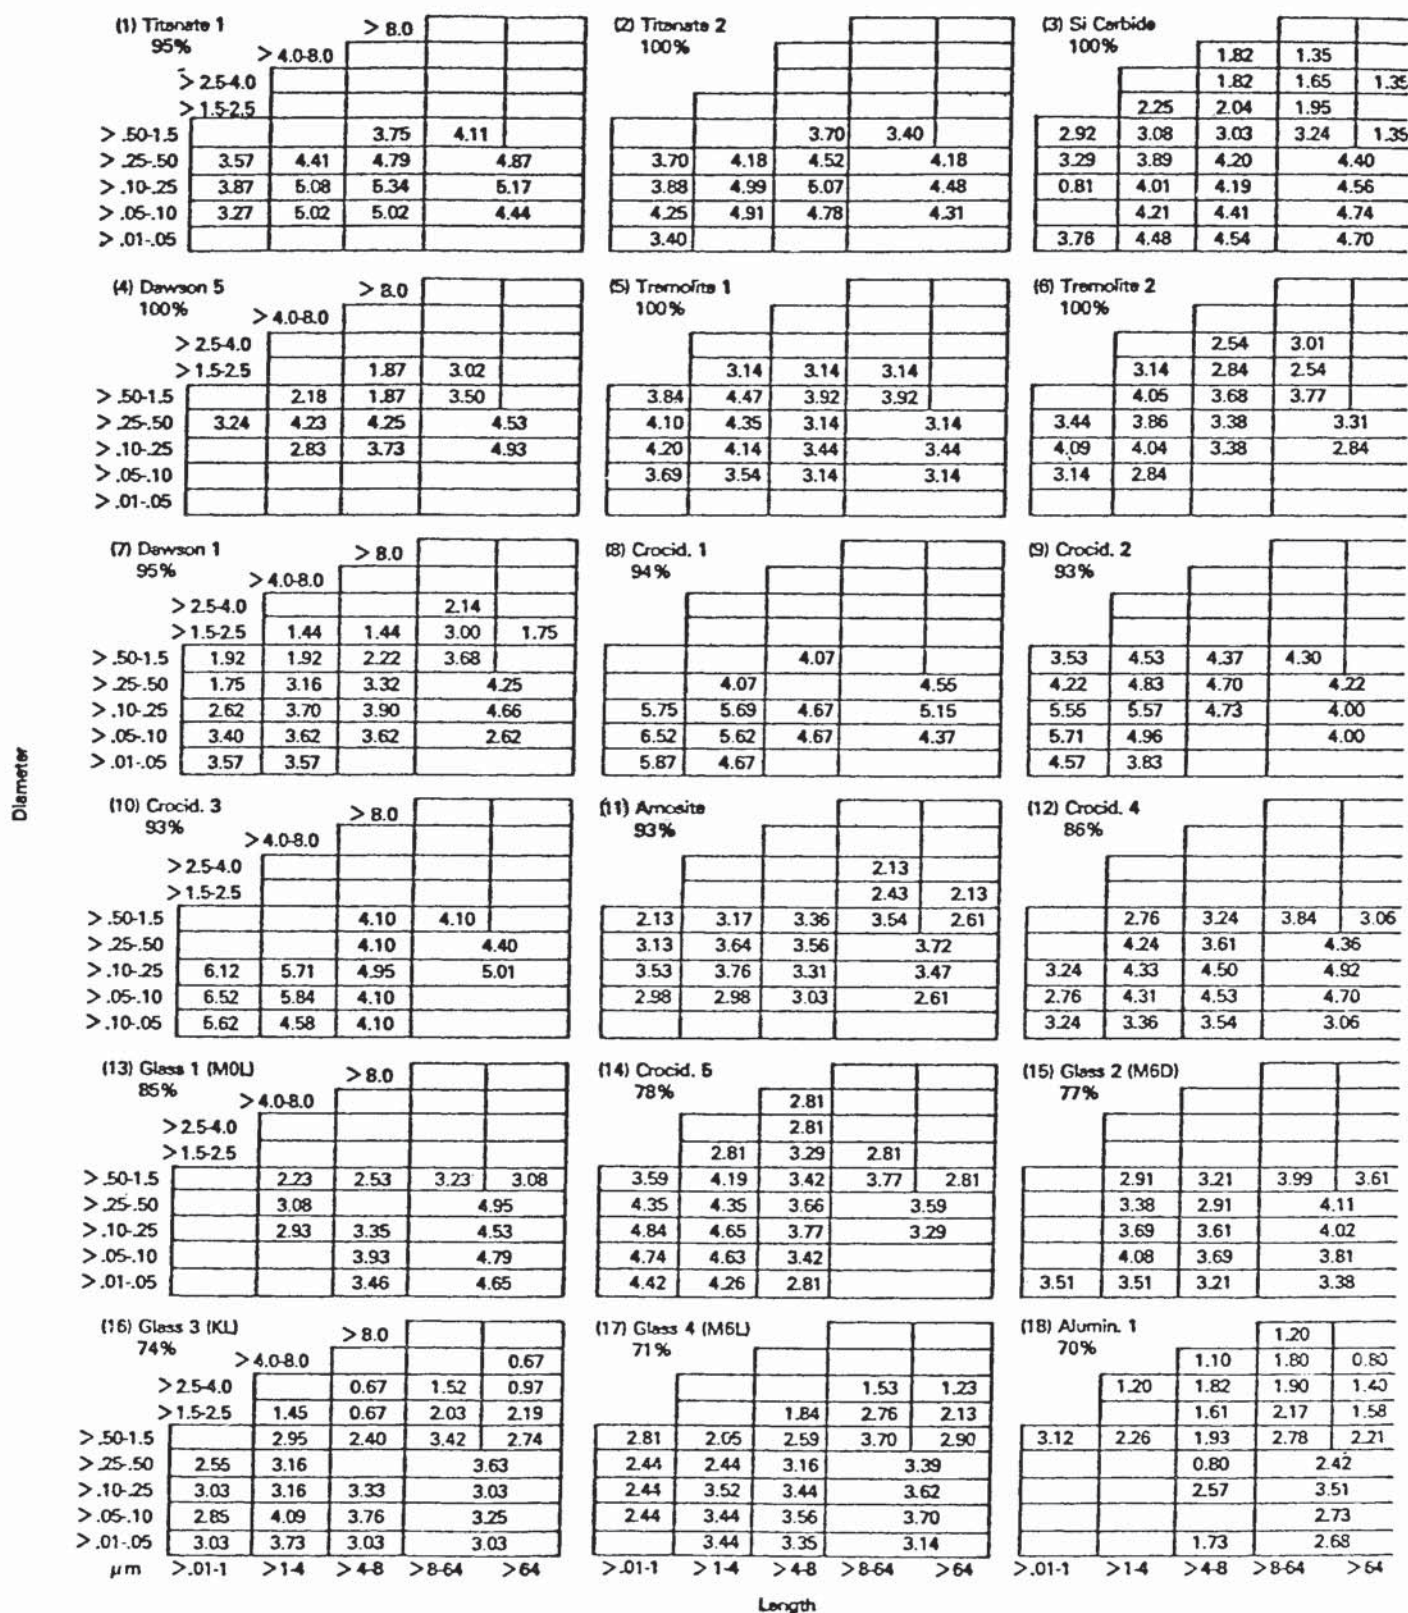 (1) Titanate 1 > 8.0 (2) Titanate 2 (3) Si Carbide
95% 100% 100%
> 4.0-8.0 1.82 1.35
> 2.5-4.0 1.82 1.65 1.35
> 1.5-2.5 2.25 2.04 1.95
> .50-1.5 3.75 4.11 3.70 3.40 2.92 3.08 3.03 3.24 1.35
> .25-.50 3.57 4.41 4.79 4.87 3.70 4.18 4.52 4.18 3.29 3.89 4.20 4.40
> .10-.25 3.87 5.08 5.34 5.17 3.88 4.99 5.07 4.48 0.81 4.01 4.19 4.56
> .05-.10 3.27 5.02 5.02 4.44 4.25 4.91 4.78 4.31 4.21 4.41 4.74
> .01-.05 3.40 3.76 4.48 4.54 4.70
(4) Dawson 5 > 8.0 (5) Tremolite 1 (6) Tremolite 2
100% 100% 100%
> 4.0-8.0
> 2.5-4.0 2.54 3.01
> 1.5-2.5 1.87 3.02 3.14 3.14 3.14 3.14 2.84 2.54
> .50-1.5 2.18 1.87 3.50 3.84 4.47 3.92 3.92 4.05 3.68 3.77
> .25-.50 3.24 4.23 4.25 4.53 4.10 4.35 3.14 3.14 3.44 3.86 3.38 3.31
> .10-.25 2.83 3.73 4.93 4.20 4.14 3.44 3.44 4.09 4.04 3.38 2.84
> .05-.10 3.69 3.54 3.14 3.14 3.14 2.84
> .01-.05
(7) Dawson 1 > 8.0 (8) Crocid. 1 (9) Crocid. 2
95% 94% 93%
> 4.0-8.0
> 2.5-4.0 2.14
> 1.5-2.5 1.44 1.44 3.00 1.75
> .50-1.5 1.92 1.92 2.22 3.68 4.07 3.53 4.53 4.37 4.30
> .25-.50 1.75 3.16 3.32 4.25 4.07 4.55 4.22 4.83 4.70 4.22
> .10-.25 2.62 3.70 3.90 4.66 5.75 5.69 4.67 5.15 5.55 5.57 4.73 4.00
> .05-.10 3.40 3.62 3.62 2.62 6.52 5.62 4.67 4.37 5.71 4.96 4.00
> .01-.05 3.57 3.57 5.87 4.67 4.57 3.83
Diameter
(10) Crocid. 3 > 8.0 (11) Amosite (12) Crocid. 4
93% 93% 86%
> 4.0-8.0
> 2.5-4.0 2.13
> 1.5-2.5 2.43 2.13
> .50-1.5 4.10 4.10 2.13 3.17 3.36 3.54 2.61 2.76 3.24 3.84 3.06
> .25-.50 4.10 4.40 3.13 3.64 3.56 3.72 4.24 3.61 4.36
> .10-.25 6.12 5.71 4.95 5.01 3.53 3.76 3.31 3.47 3.24 4.33 4.50 4.92
> .05-.10 6.52 5.84 4.10 2.98 2.98 3.03 2.61 2.76 4.31 4.53 4.70
> .10-.05 5.62 4.58 4.10 3.24 3.36 3.54 3.06
(13) Glass 1 (M0L) > 8.0 (14) Crocid. 5 (15) Glass 2 (M6D)
85% 78% 77%
> 4.0-8.0 2.81
> 2.5-4.0 2.81
> 1.5-2.5 2.81 3.29 2.81
> .50-1.5 2.23 2.53 3.23 3.08 3.59 4.19 3.42 3.77 2.81 2.91 3.21 3.99 3.61
> .25-.50 3.08 4.95 4.35 4.35 3.66 3.59 3.38 2.91 4.11
> .10-.25 2.93 3.35 4.53 4.84 4.65 3.77 3.29 3.69 3.61 4.02
> .05-.10 3.93 4.79 4.74 4.63 3.42 4.08 3.69 3.81
> .01-.05 3.46 4.65 4.42 4.26 2.81 3.51 3.51 3.21 3.38
(16) Glass 3 (KL) > 8.0 (17) Glass 4 (M6L) (18) Alumin. 1 1.20
74% 71% 70%
> 4.0-8.0 0.67 1.10 1.80 0.80
> 2.5-4.0 0.67 1.52 0.97 1.53 1.23 1.20 1.82 1.90 1.40
> 1.5-2.5 1.45 0.67 2.03 2.19 1.84 2.76 2.13 1.61 2.17 1.58
> .50-1.5 2.95 2.40 3.42 2.74 2.81 2.05 2.59 3.70 2.90 3.12 2.26 1.93 2.78 2.21
> .25-.50 2.55 3.16 3.63 2.44 2.44 3.16 3.39 0.80 2.42
> .10-.25 3.03 3.16 3.33 3.03 2.44 3.52 3.44 3.62 2.57 3.51
> .05-.10 2.85 4.09 3.76 3.25 2.44 3.44 3.56 3.70 2.73
> .01-.05 3.03 3.73 3.03 3.03 3.44 3.35 3.14 1.73 2.68
μm >.01-1 >1-4 >4-8 >8-64 >64 >.01-1 >1-4 >4-8 >8-64 >64 >.01-1 >1-4 >4-8 >8-64 >64
Length